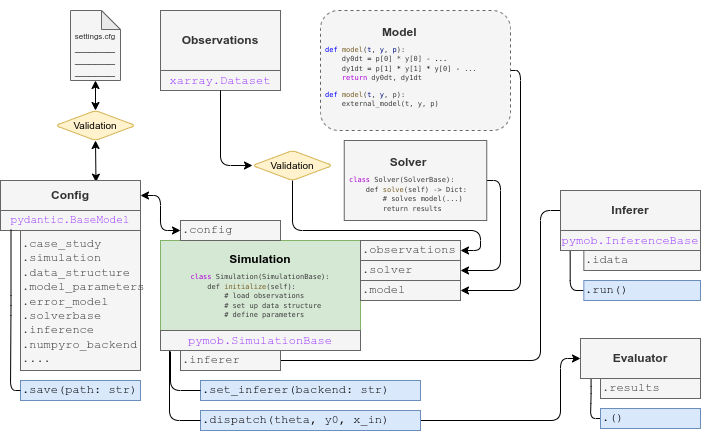 settings.cfg
Validation
Observations
xarray.Dataset
Model
def model(t, y, p):
dy0dt = p[0] * y[0] - ...
dy1dt = p[1] * y[1] * y[0] - ...
return dy0dt, dy1dt
def model(t, y, p):
external_model(t, y, p)
Validation
Solver
class Solver(SolverBase):
def solve(self) -> Dict:
# solves model(...)
return results
Config
pydantic.BaseModel
.case_study
.simulation
.data_structure
.model_parameters
.error_model
.solverbase
.inference
.numpyro_backend
....
.save(path: str)
.config
Simulation
class Simulation(SimulationBase):
def initialize(self):
# load observations
# set up data structure
# define parameters
pymob.SimulationBase
.observations
.solver
.model
.inferer
.set_inferer(backend: str)
.dispatch(theta, y0, x_in)
Inferer
pymob.InferenceBase
.idata
.run()
Evaluator
.results
.()